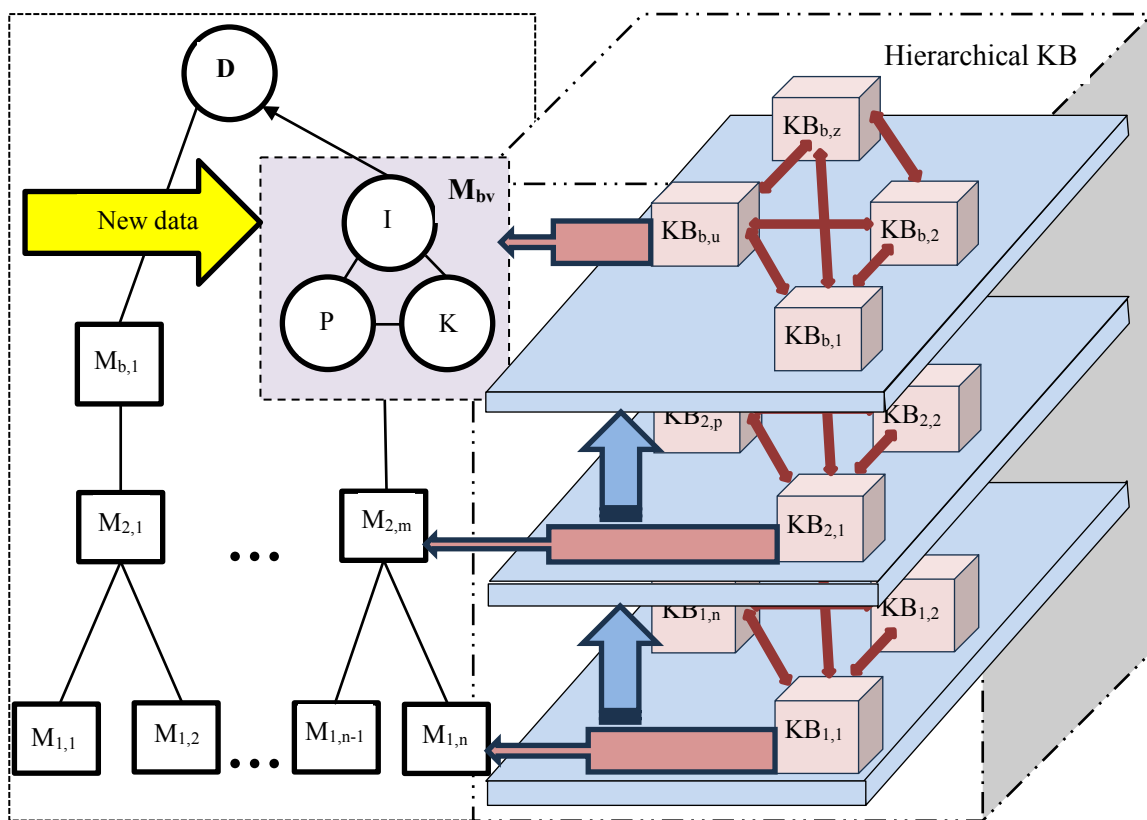 Hierarchical KB
D
KB_b,z
M_bv
New data
I
KB_b,u
KB_b,2
P
K
KB_b,1
M_b,1
KB_2,p
KB_2,2
M_2,1
...
M_2,m
KB_2,1
KB_1,n
KB_1,2
M_1,1
M_1,2
...
M_1,n-1
M_1,n
KB_1,1